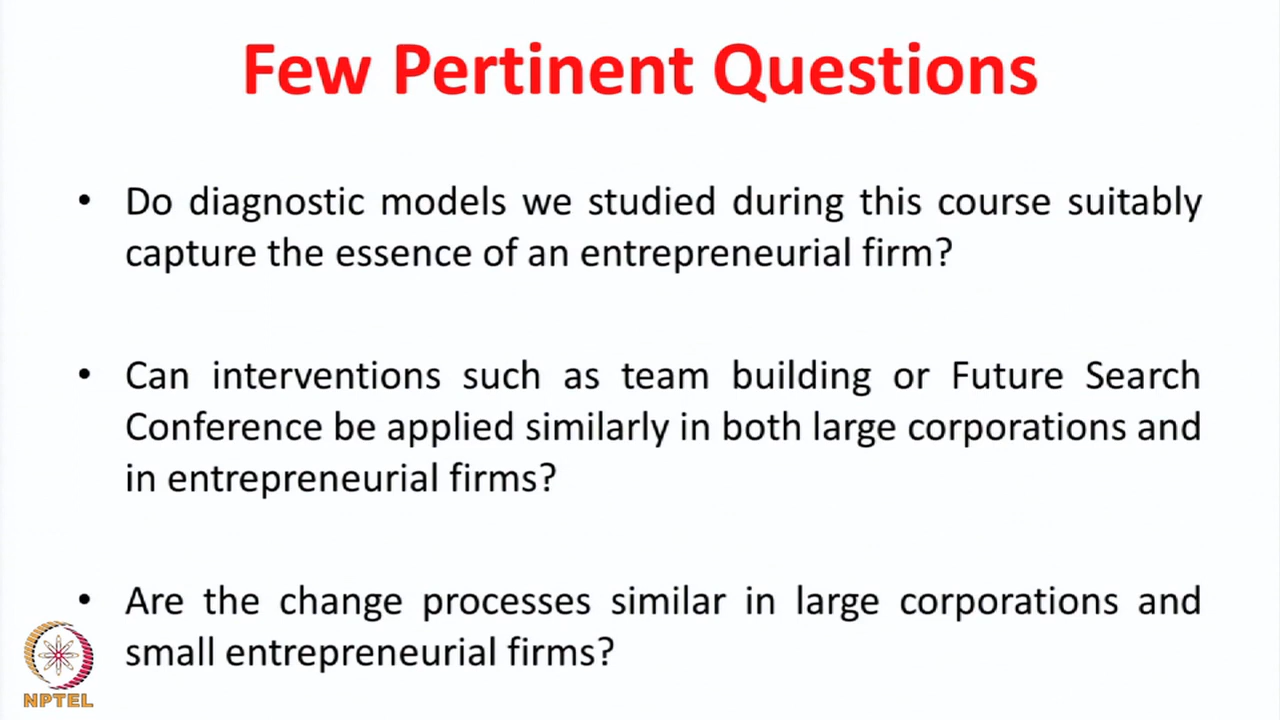 Few Pertinent Questions
• Do diagnostic models we studied during this course suitably
capture the essence of an entrepreneurial firm?
• Can interventions such as team building or Future Search
Conference be applied similarly in both large corporations and
in entrepreneurial firms?
• Are the change processes similar in large corporations and
small entrepreneurial firms?
NPTEL